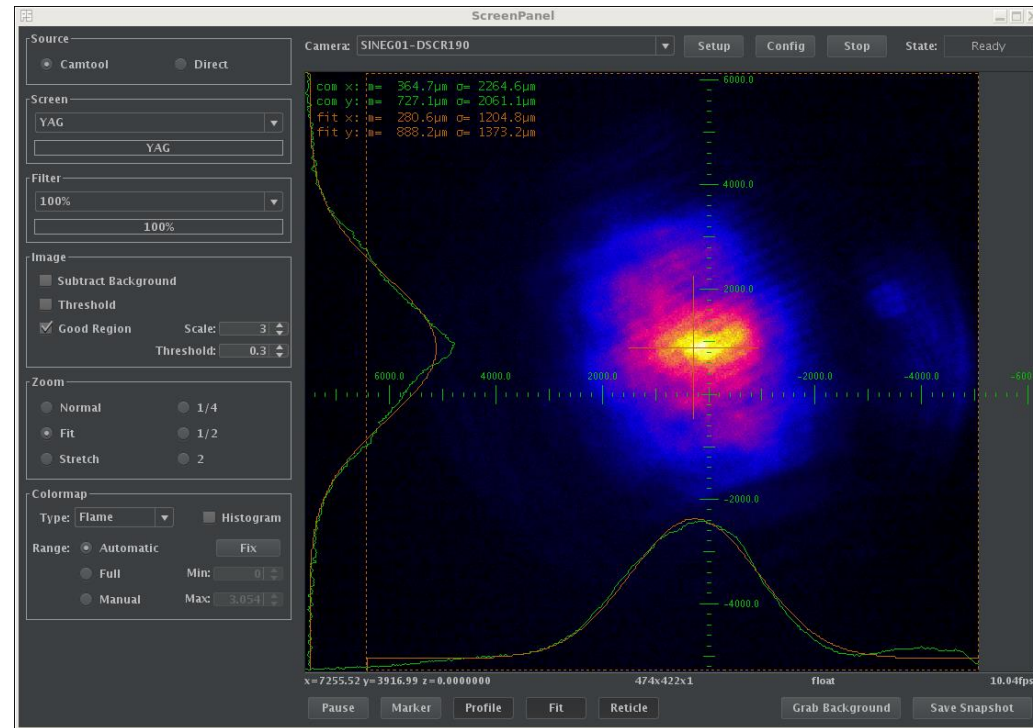 ScreenPanel
Source
Camtool Direct
Screen
YAG
YAG
Filter
100%
100%
Image
Subtract Background
Threshold
Good Region Scale: 3
Threshold: 0.3
Zoom
Normal 1/4
Fit 1/2
Stretch 2
Colormap
Type: Flame Histogram
Range: Automatic Fix
Full Min: 0
Manual Max: 3.054
Camera: SINEG01-DSCR190 Setup Config Stop State: Ready
com x: m= 364.7μm σ= 2264.6μm
com y: m= 727.1μm σ= 2061.1μm
fit x: m= 280.6μm σ= 1204.8μm
fit y: m= 888.2μm σ= 1373.2μm
6000.0
4000.0
2000.0
6000.0 4000.0 2000.0 -2000.0 -4000.0 -600
-2000.0
-4000.0
x=7255.52 y=3916.99 z=0.0000000 474x422x1 float 10.04fps
Pause Marker Profile Fit Reticle Grab Background Save Snapshot